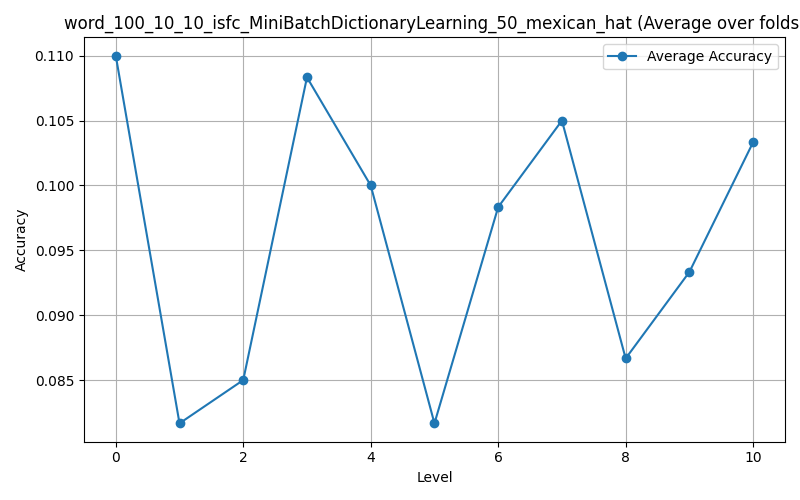 word_100_10_10_isfc_MiniBatchDictionaryLearning_50_mexican_hat (Average over folds
Average Accuracy
0.110
0.105
0.100
0.095
0.090
0.085
Accuracy
0 2 4 6 8 10
Level